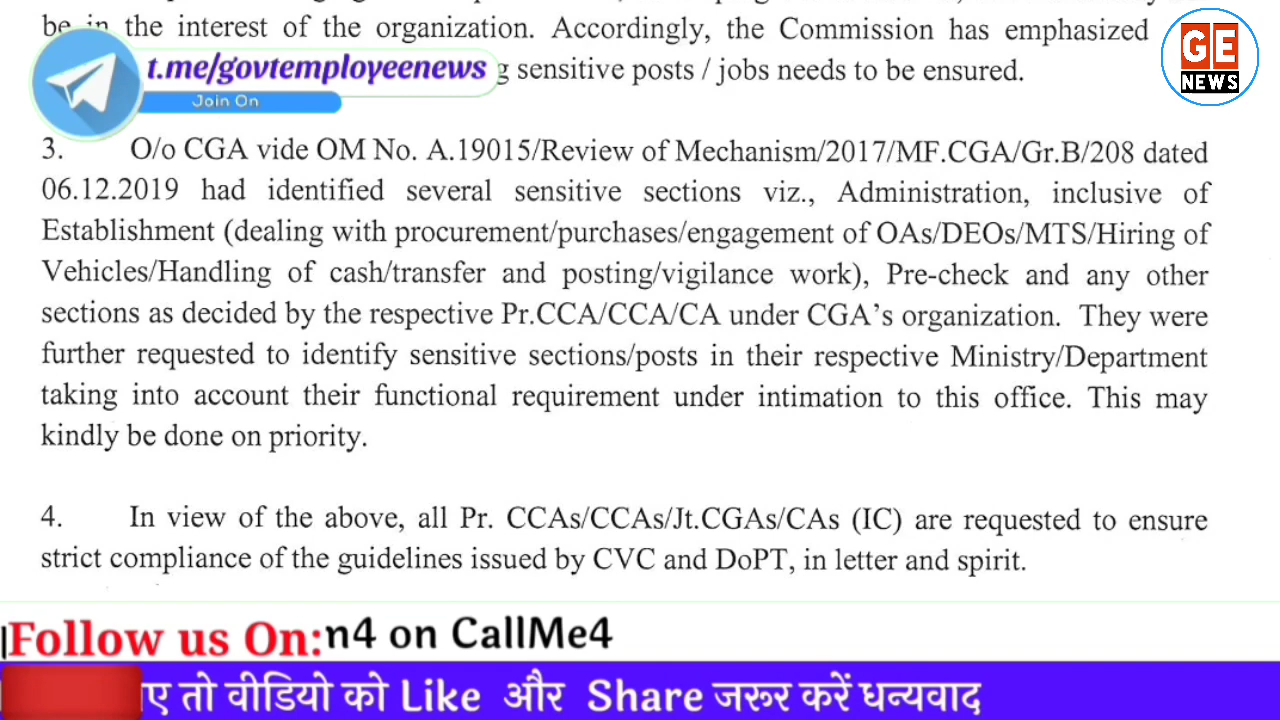 be in the interest of the organization. Accordingly, the Commission has emphasized
GE
NEWS
t.me/govtemployeenews
g sensitive posts / jobs needs to be ensured.
Join On
3. O/o CGA vide OM No. A.19015/Review of Mechanism/2017/MF.CGA/Gr.B/208 dated
06.12.2019 had identified several sensitive sections viz., Administration, inclusive of
Establishment (dealing with procurement/purchases/engagement of OAs/DEOs/MTS/Hiring of
Vehicles/Handling of cash/transfer and posting/vigilance work), Pre-check and any other
sections as decided by the respective Pr.CCA/CCA/CA under CGA's organization. They were
further requested to identify sensitive sections/posts in their respective Ministry/Department
taking into account their functional requirement under intimation to this office. This may
kindly be done on priority.
4. In view of the above, all Pr. CCAs/CCAs/Jt.CGAs/CAs (IC) are requested to ensure
strict compliance of the guidelines issued by CVC and DoPT, in letter and spirit.
Follow us On: n4 on CallMe4
ए तो वीडियो को Like और Share जरूर करें धन्यवाद